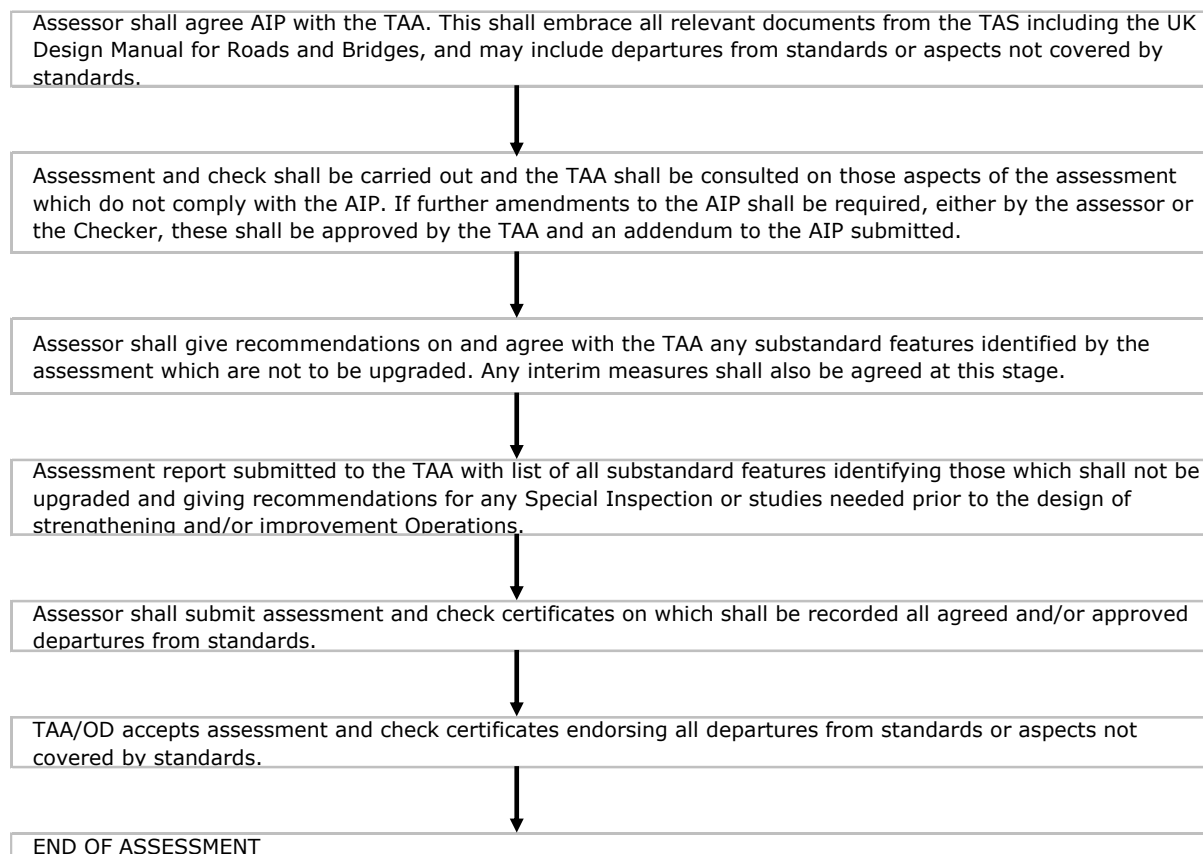 Assessor shall agree AIP with the TAA. This shall embrace all relevant documents from the TAS including the UK
Design Manual for Roads and Bridges, and may include departures from standards or aspects not covered by
standards.
Assessment and check shall be carried out and the TAA shall be consulted on those aspects of the assessment
which do not comply with the AIP. If further amendments to the AIP shall be required, either by the assessor or
the Checker, these shall be approved by the TAA and an addendum to the AIP submitted.
Assessor shall give recommendations on and agree with the TAA any substandard features identified by the
assessment which are not to be upgraded. Any interim measures shall also be agreed at this stage.
Assessment report submitted to the TAA with list of all substandard features identifying those which shall not be
upgraded and giving recommendations for any Special Inspection or studies needed prior to the design of
strengthening and/or improvement Operations.
Assessor shall submit assessment and check certificates on which shall be recorded all agreed and/or approved
departures from standards.
TAA/OD accepts assessment and check certificates endorsing all departures from standards or aspects not
covered by standards.
END OF ASSESSMENT